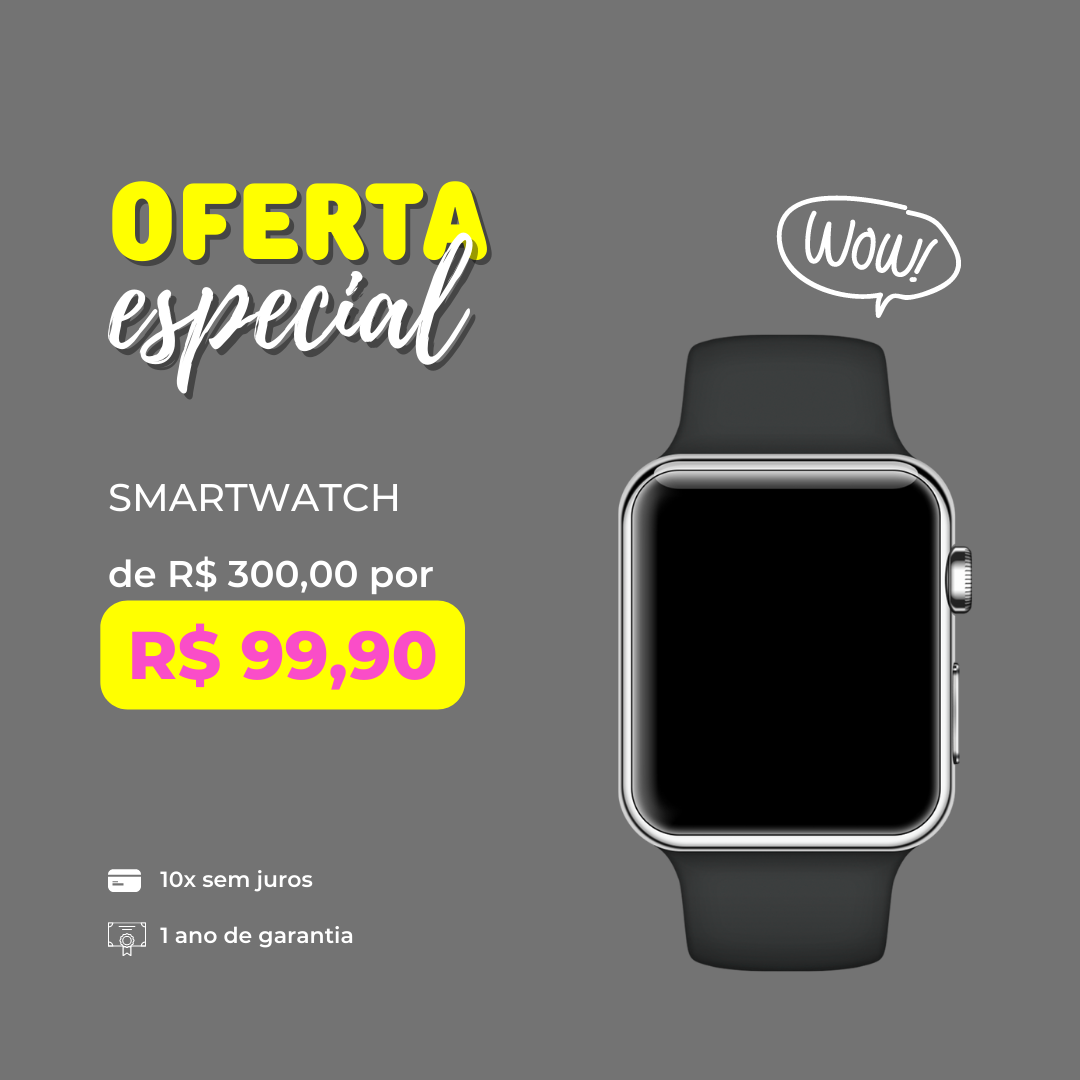 OFERTA
especial
Wow!
SMARTWATCH
de R$ 300,00 por
R$ 99,90
10x sem juros
1 ano de garantia